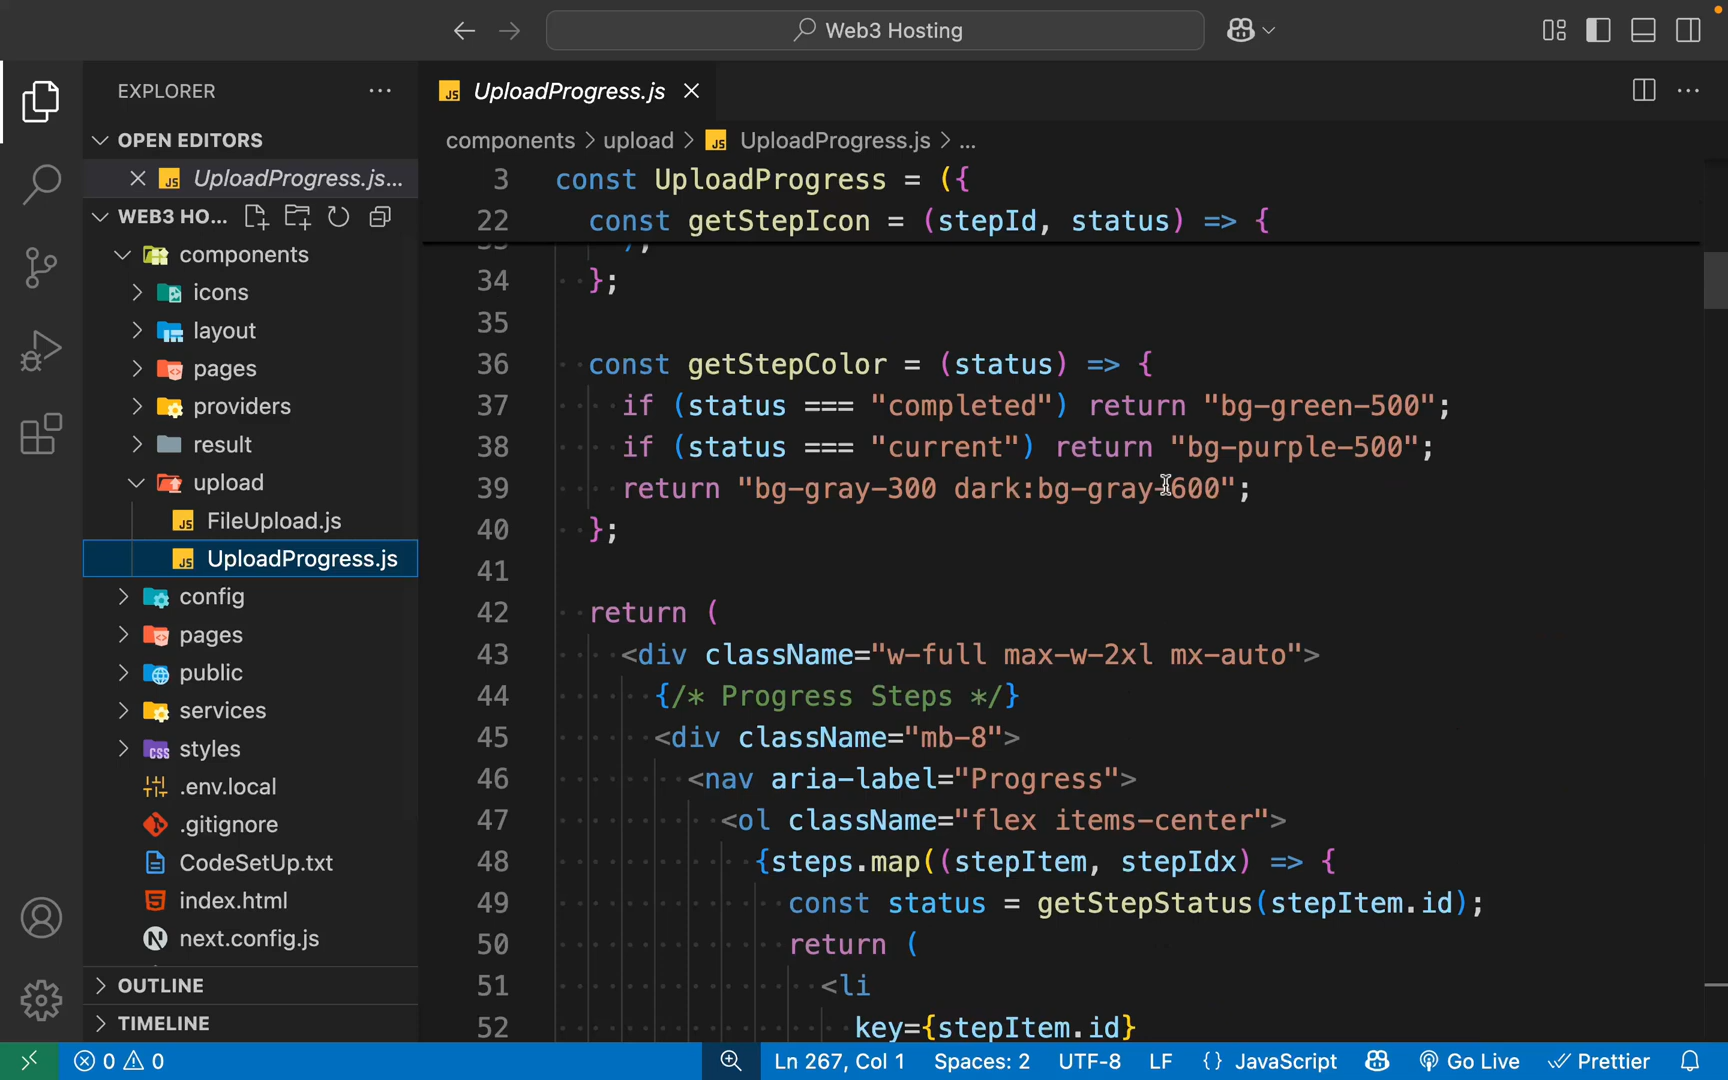 Web3 Hosting
EXPLORER
OPEN EDITORS
UploadProgress.js...
WEB3 HO...
components
icons
layout
pages
providers
result
upload
FileUpload.js
UploadProgress.js
config
pages
public
services
styles
.env.local
.gitignore
CodeSetUp.txt
index.html
next.config.js
OUTLINE
TIMELINE
UploadProgress.js
components > upload > JS UploadProgress.js > ...
3 const UploadProgress = ({
22 const getStepIcon = (stepId, status) => {
34 };
35
36 const getStepColor = (status) => {
37 if (status === "completed") return "bg-green-500";
38 if (status === "current") return "bg-purple-500";
39 return "bg-gray-300 dark:bg-gray-600";
40 };
41
42 return (
43 <div className="w-full max-w-2xl mx-auto">
44 {/* Progress Steps */}
45 <div className="mb-8">
46 <nav aria-label="Progress">
47 <ol className="flex items-center">
48 {steps.map((stepItem, stepIdx) => {
49 const status = getStepStatus(stepItem.id);
50 return (
51 <li
52 key={stepItem.id}
0 0 Ln 267, Col 1 Spaces: 2 UTF-8 LF {} JavaScript Go Live Prettier